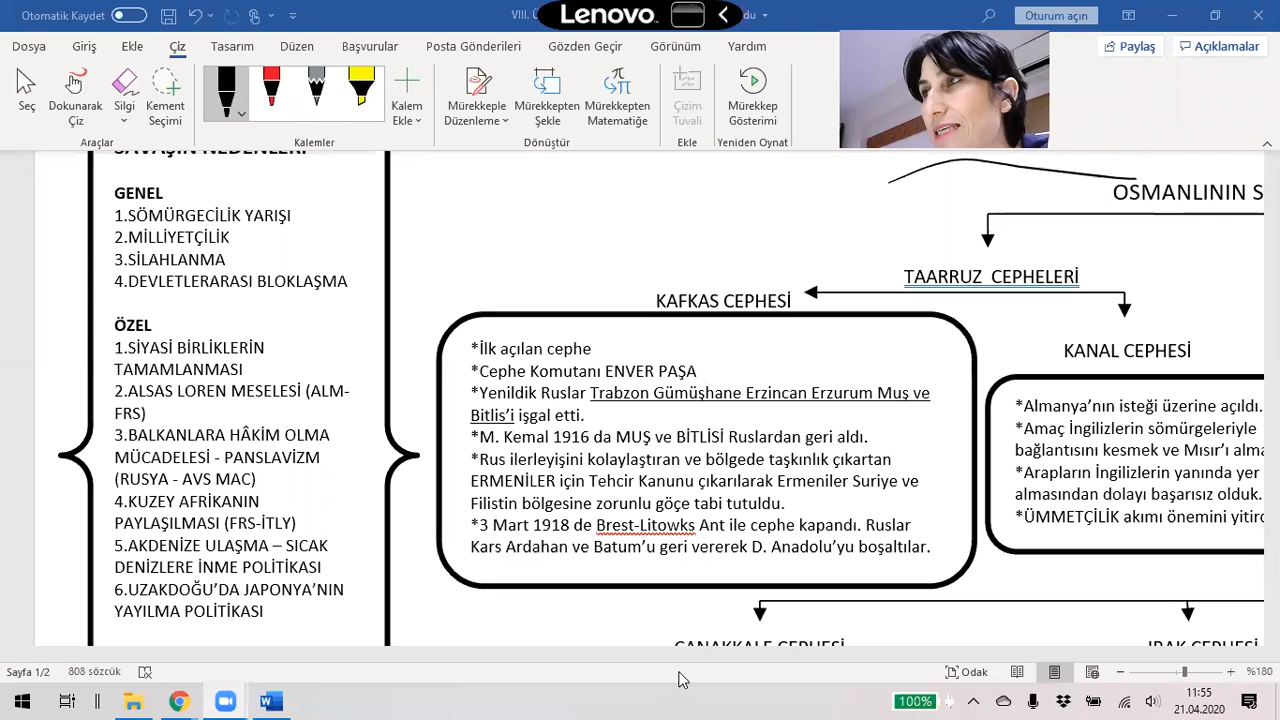 Otomatik Kaydet
VIII.
Lenovo
Oturum açın
Dosya
Giriş
Ekle
Çiz
Tasarım
Düzen
Başvurular
Posta Gönderileri
Gözden Geçir
Görünüm
Yardım
Paylaş
Açıklamalar
Seç
Dokunarak
Çiz
Silgi
Kement
Seçimi
Kalem
Ekle
Mürekkeple
Düzenleme
Mürekkepten
Şekle
Mürekkepten
Matematiğe
Çizim
Tuvali
Mürekkep
Gösterimi
Araçlar
Kalemler
Dönüştür
Ekle
Yeniden Oynat
SAVAŞIN NEDENLERİ
GENEL
1.SÖMÜRGECİLİK YARIŞI
2.MİLLİYETÇİLİK
3.SİLAHLANMA
4.DEVLETLERARASI BLOKLAŞMA
ÖZEL
1.SİYASİ BİRLİKLERİN
TAMAMLANMASI
2.ALSAS LOREN MESELESİ (ALM-
FRS)
3.BALKANLARA HÂKİM OLMA
MÜCADELESİ - PANSLAVİZM
(RUSYA - AVS MAC)
4.KUZEY AFRİKANIN
PAYLAŞILMASI (FRS-İTLY)
5.AKDENİZE ULAŞMA – SICAK
DENİZLERE İNME POLİTİKASI
6.UZAKDOĞU’DA JAPONYA’NIN
YAYILMA POLİTİKASI
OSMANLININ S
TAARRUZ CEPHELERİ
KAFKAS CEPHESİ
*İlk açılan cephe
*Cephe Komutanı ENVER PAŞA
*Yenildik Ruslar Trabzon Gümüşhane Erzincan Erzurum Muş ve
Bitlis’i işgal etti.
*M. Kemal 1916 da MUŞ ve BİTLİSİ Ruslardan geri aldı.
*Rus ilerleyişini kolaylaştıran ve bölgede taşkınlık çıkartan
ERMENİLER için Tehcir Kanunu çıkarılarak Ermeniler Suriye ve
Filistin bölgesine zorunlu göçe tabi tutuldu.
*3 Mart 1918 de Brest-Litowks Ant ile cephe kapandı. Ruslar
Kars Ardahan ve Batum’u geri vererek D. Anadolu’yu boşaltılar.
KANAL CEPHESİ
*Almanya’nın isteği üzerine açıldı.
*Amaç İngilizlerin sömürgeleriyle
bağlantısını kesmek ve Mısır’ı alma
*Arapların İngilizlerin yanında yer
almasından dolayı başarısız olduk.
*ÜMMETÇİLİK akımı önemini yitird
ÇANAKKALE CEPHESİ
IRAK CEPHESİ
Sayfa 1/2
808 sözcük
Odak
%180
100%
11:55
21.04.2020